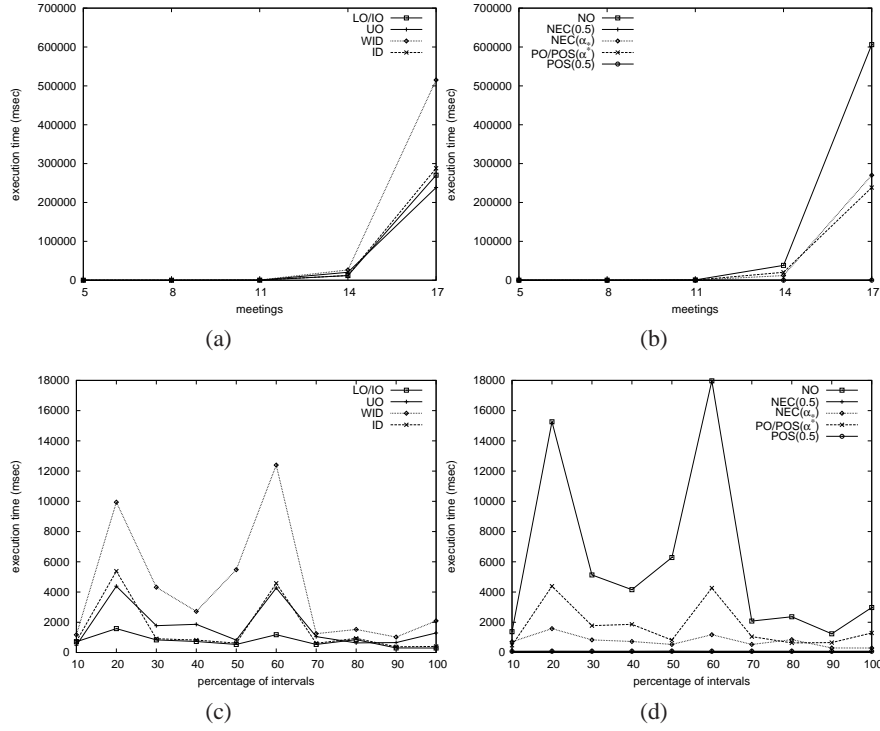 700000
600000
500000
400000
300000
200000
100000
0
execution time (msec)
5 8 11 14 17
meetings
LO/IO
UO
WID
ID
(a)
700000
600000
500000
400000
300000
200000
100000
0
execution time (msec)
5 8 11 14 17
meetings
NO
NEC(0.5)
NEC(α*)
PO/POS(α*)
POS(0.5)
(b)
18000
16000
14000
12000
10000
8000
6000
4000
2000
0
execution time (msec)
10 20 30 40 50 60 70 80 90 100
percentage of intervals
LO/IO
UO
WID
ID
(c)
18000
16000
14000
12000
10000
8000
6000
4000
2000
0
execution time (msec)
10 20 30 40 50 60 70 80 90 100
percentage of intervals
NO
NEC(0.5)
NEC(α*)
PO/POS(α*)
POS(0.5)
(d)